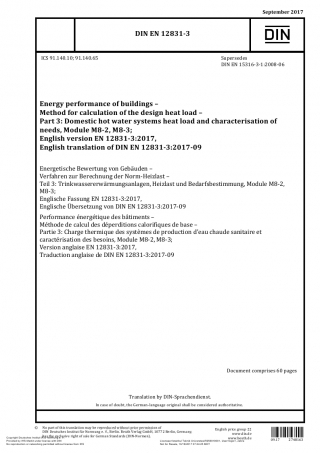 September 2017
DIN EN 12831-3
DIN
ICS 91.140.10; 91.140.65
Supersedes
DIN EN 15316-3-1:2008-06
Energy performance of buildings –
Method for calculation of the design heat load –
Part 3: Domestic hot water systems heat load and characterisation of
needs, Module M8-2, M8-3;
English version EN 12831-3:2017,
English translation of DIN EN 12831-3:2017-09
Energetische Bewertung von Gebäuden –
Verfahren zur Berechnung der Norm-Heizlast –
Teil 3: Trinkwassererwärmungsanlagen, Heizlast und Bedarfsbestimmung, Module M8-2,
M8-3;
Englische Fassung EN 12831-3:2017,
Englische Übersetzung von DIN EN 12831-3:2017-09
Performance énergétique des bâtiments –
Méthode de calcul des déperditions calorifiques de base –
Partie 3: Charge thermique des systèmes de production d'eau chaude sanitaire et
caractérisation des besoins, Module M8-2, M8-3;
Version anglaise EN 12831-3:2017,
Traduction anglaise de DIN EN 12831-3:2017-09
Document comprises 60 pages
Translation by DIN-Sprachendienst.
In case of doubt, the German-language original shall be considered authoritative.
No part of this translation may be reproduced without prior permission of
DIN Deutsches Institut für Normung e. V., Berlin. Beuth Verlag GmbH, 10772 Berlin, Germany,
has the exclusive right of sale for German Standards (DIN-Normen).
English price group 22
www.din.de
www.beuth.de